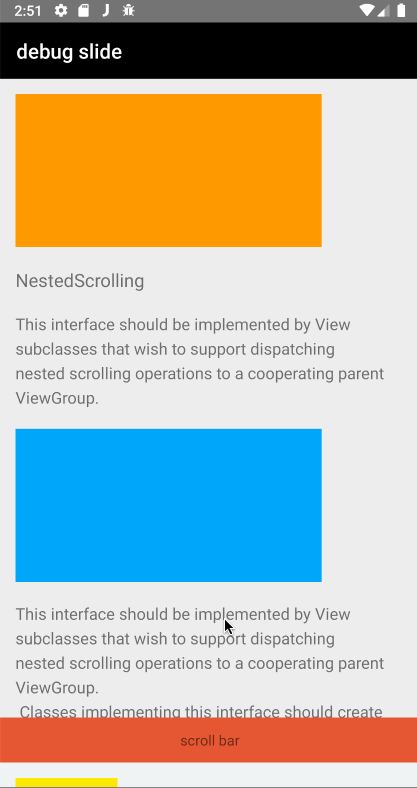 2:51
debug slide
NestedScrolling
This interface should be implemented by View
subclasses that wish to support dispatching
nested scrolling operations to a cooperating parent
ViewGroup.
This interface should be implemented by View
subclasses that wish to support dispatching
nested scrolling operations to a cooperating parent
ViewGroup.
Classes implementing this interface should create
scroll bar